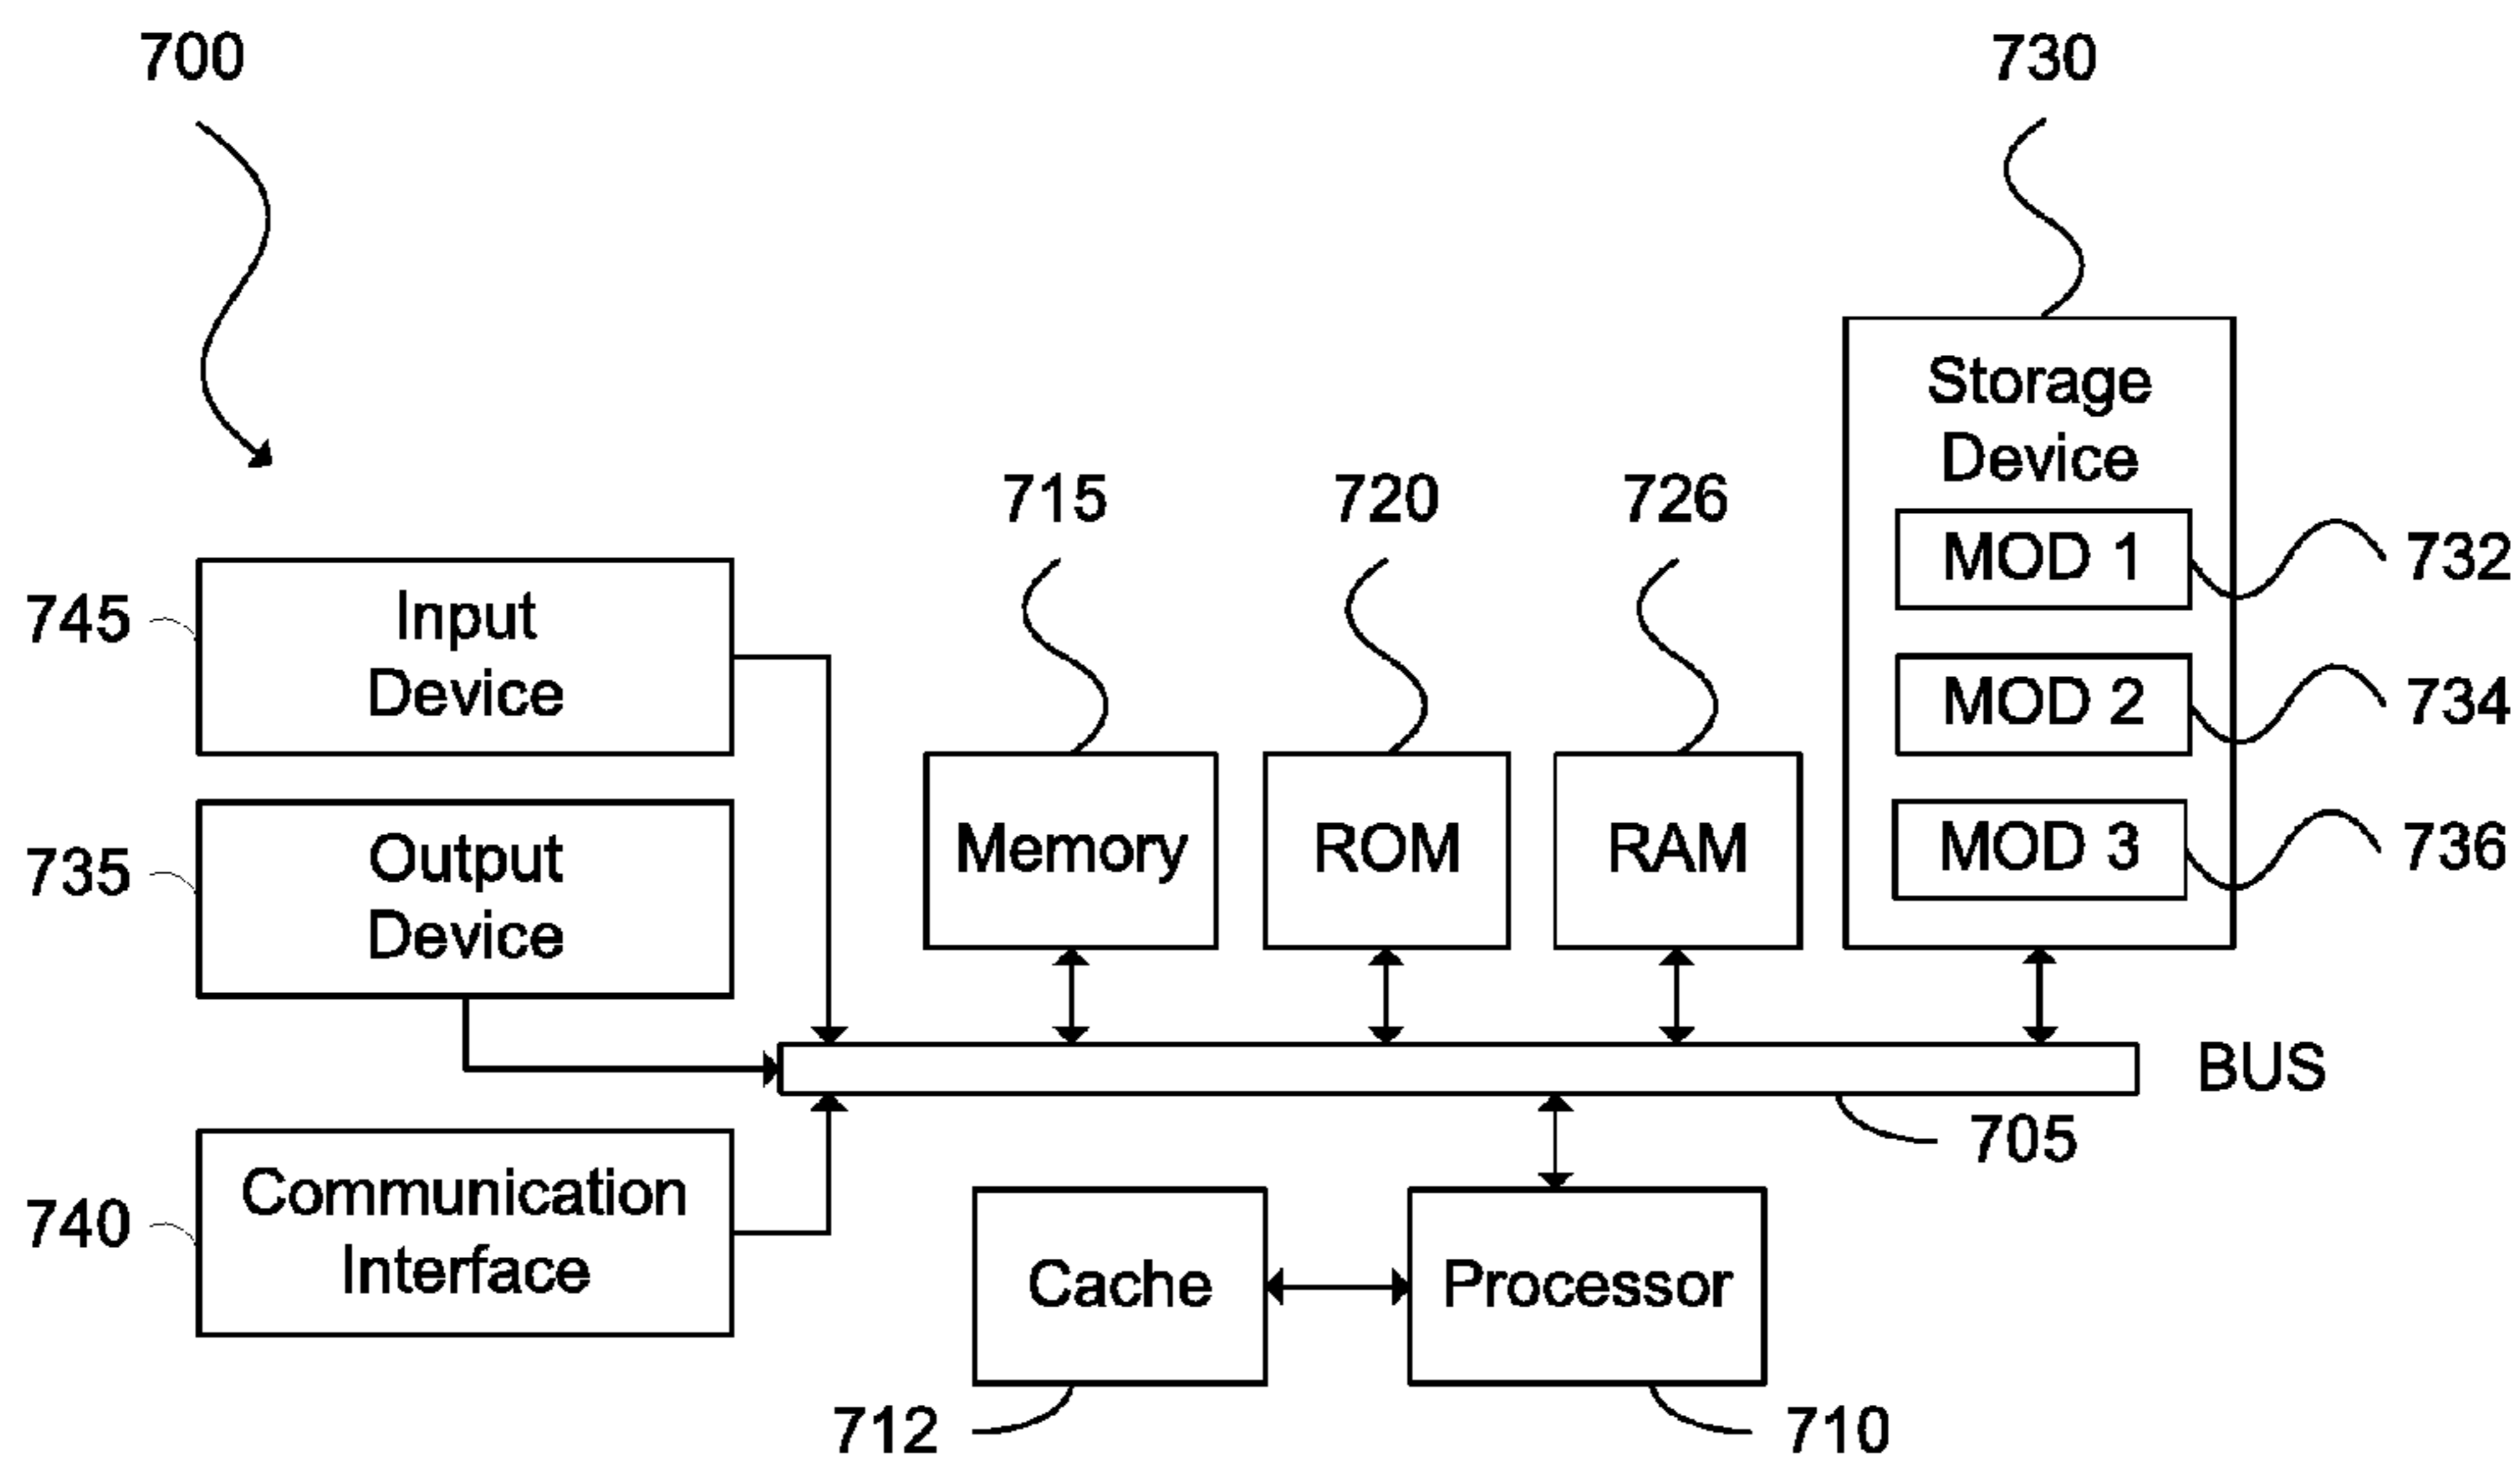 700
730
Storage
Device
715
720
726
MOD 1
732
745
Input
Device
MOD 2
734
735
Output
Device
Memory
ROM
RAM
MOD 3
736
BUS
705
740
Communication
Interface
Cache
Processor
712
710